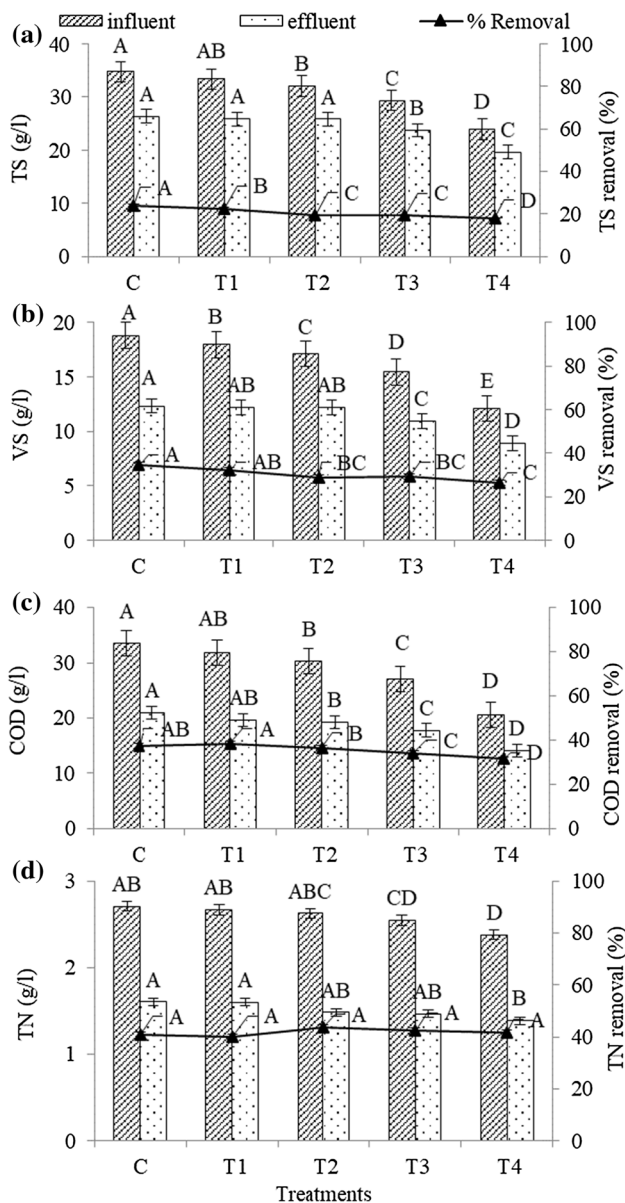 influent effluent % Removal
(a)
40 100
A AB B C D
30 80
A A A B C
20 60
10 40
A B C C D
20
0 0
TS (g/l)
TS removal (%)
C T1 T2 T3 T4
(b)
20 100
A B C D E
15 80
A AB AB C D
10 60
40
A AB BC BC C
5 20
0 0
VS (g/l)
VS removal (%)
C T1 T2 T3 T4
(c)
40 100
A AB B C D
30 80
A AB B C D
20 60
AB A B C D
40
10 20
0 0
COD (g/l)
COD removal (%)
C T1 T2 T3 T4
(d)
3 100
AB AB ABC CD D
80
2 60
A A AB AB B
A A A A A
40
1 20
0 0
TN (g/l)
TN removal (%)
C T1 T2 T3 T4
Treatments